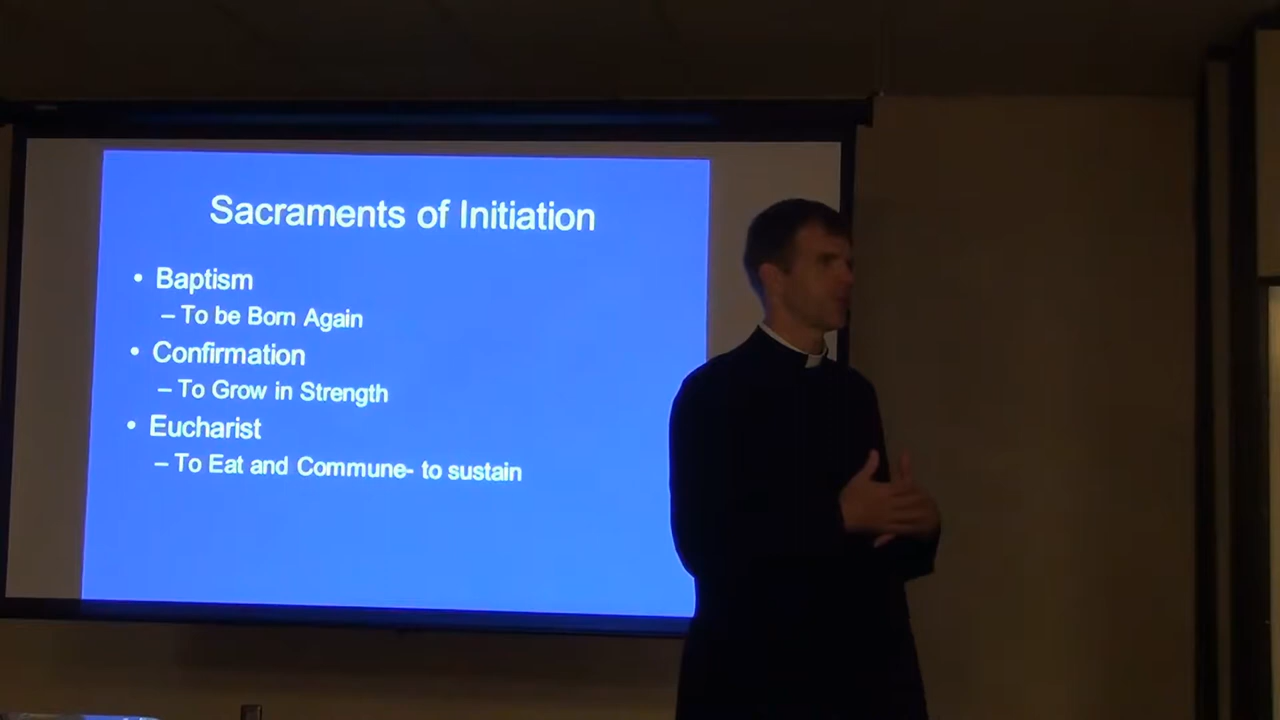 Sacraments of Initiation
• Baptism
– To be Born Again
• Confirmation
– To Grow in Strength
• Eucharist
– To Eat and Commune- to sustain